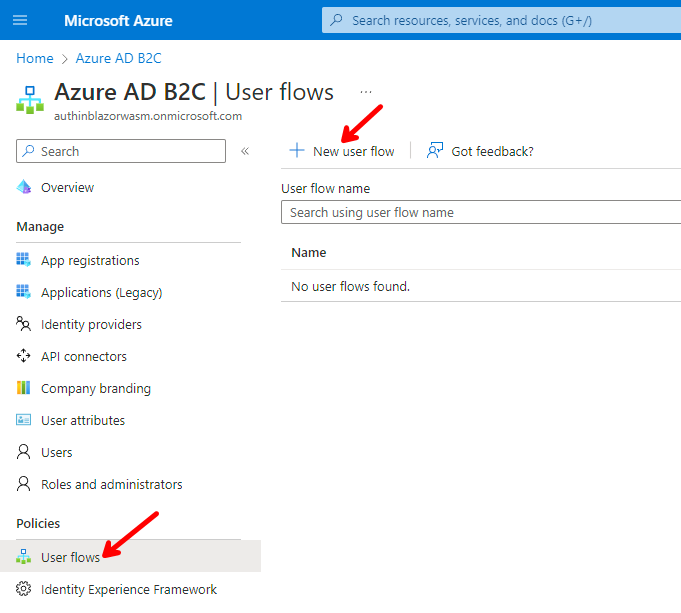 Microsoft Azure
Search resources, services, and docs (G+/)
Home > Azure AD B2C
Azure AD B2C | User flows ...
authinblazorwasm.onmicrosoft.com
Search «
New user flow
Got feedback?
Overview
User flow name
Search using user flow name
Manage
Name
App registrations
No user flows found.
Applications (Legacy)
Identity providers
API connectors
Company branding
User attributes
Users
Roles and administrators
Policies
User flows
Identity Experience Framework